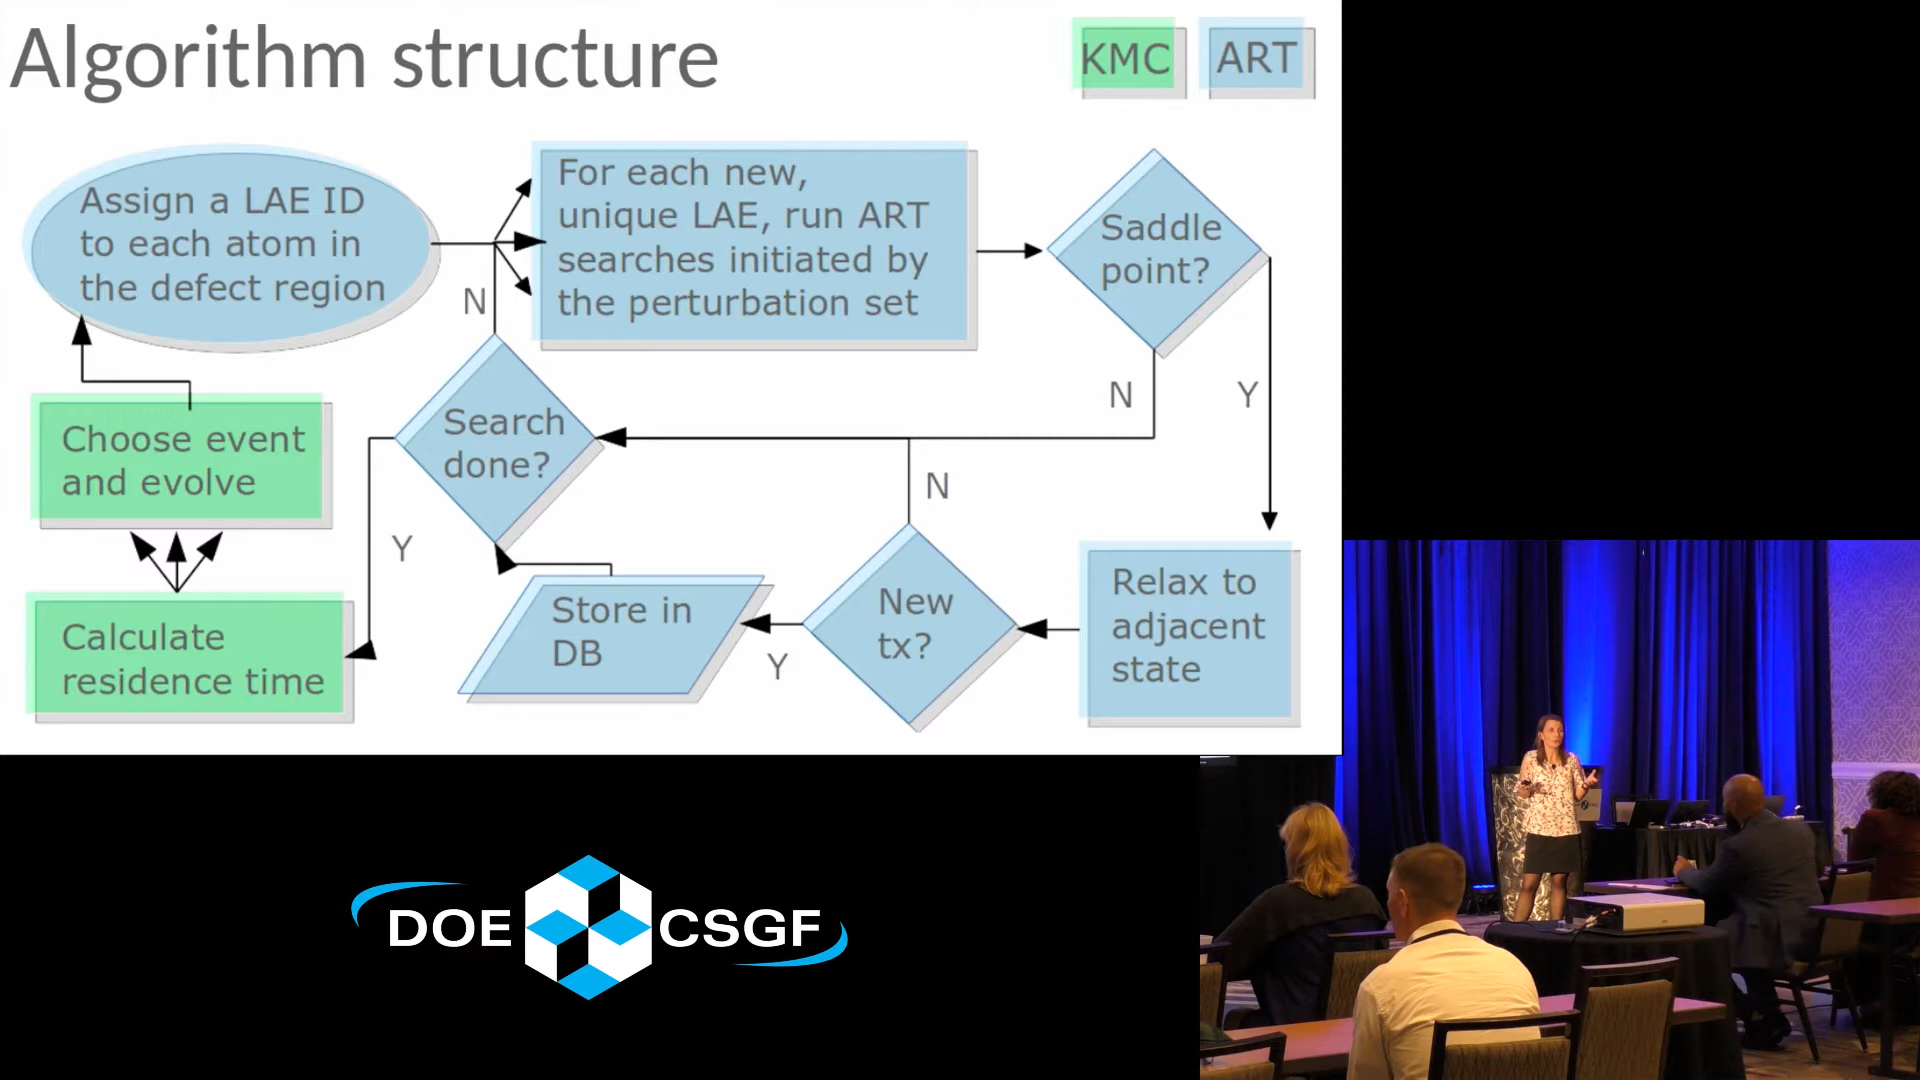 Algorithm structure
KMC
ART
Assign a LAE ID
to each atom in
the defect region
For each new,
unique LAE, run ART
searches initiated by
the perturbation set
Saddle
point?
N
N
Y
Search
done?
Choose event
and evolve
N
Y
New
tx?
Relax to
adjacent
state
Store in
DB
Y
Calculate
residence time
DOE CSGF